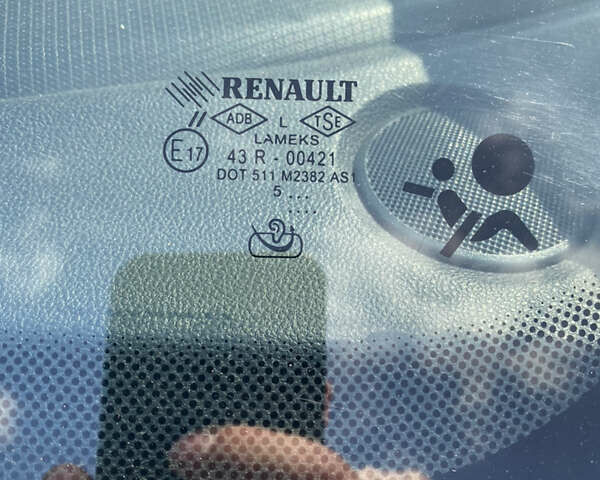 RENAULT
ADB L TSE
LAMEKS
E17 43 R - 00421
DOT 511 M2382 AS1
5 ...
....